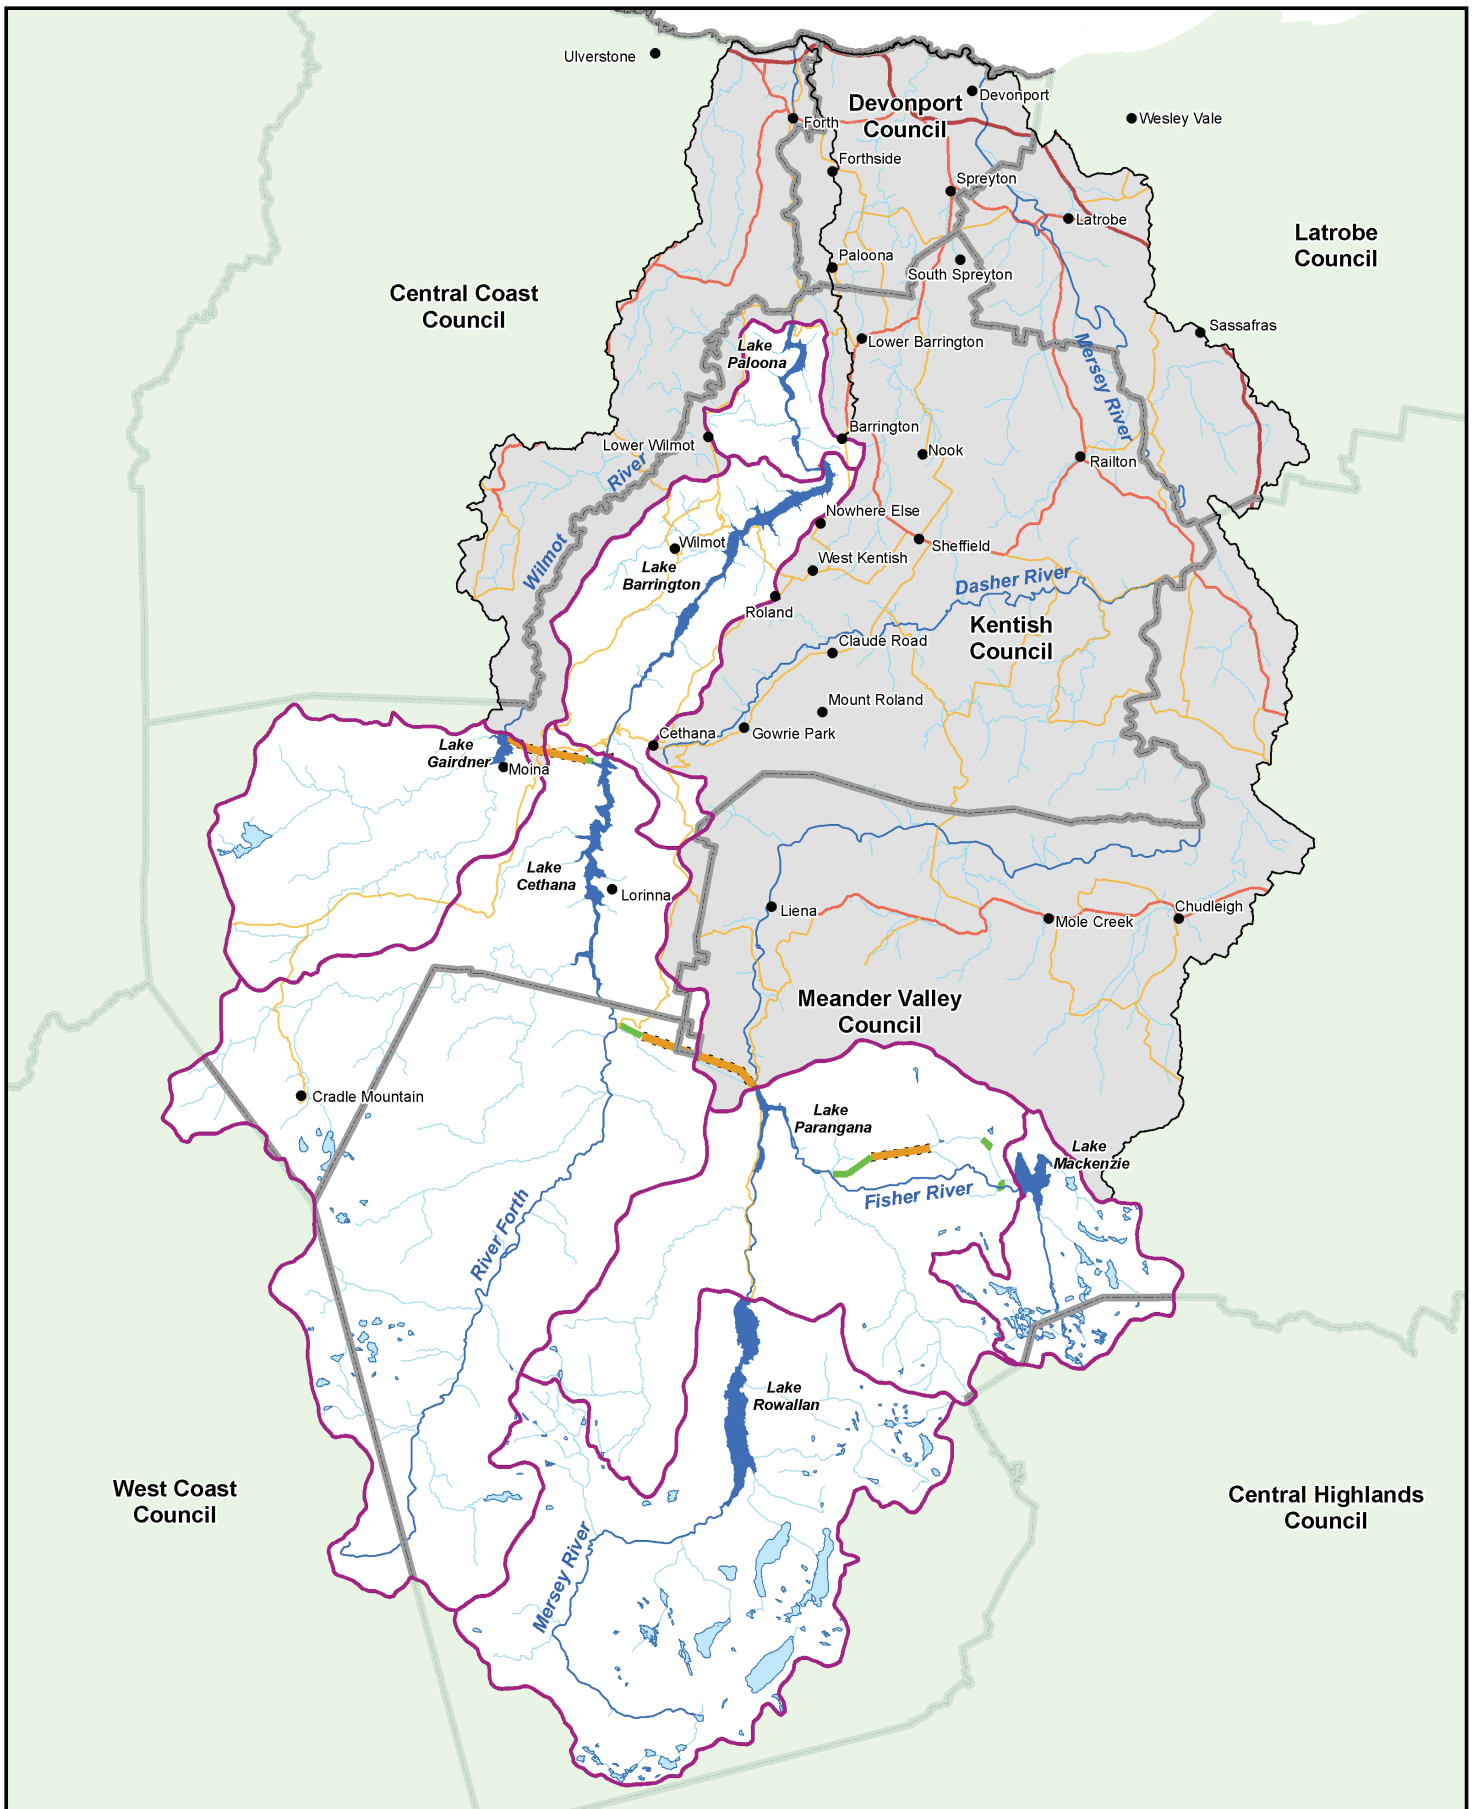 Ulverstone
Devonport
Devonport
Council
Wesley Vale
Forth
Forthside
Spreyton
Latrobe
Latrobe
Council
Paloona
South Spreyton
Central Coast
Council
Sassafras
Lake
Paloona
Lower Barrington
Mersey River
Barrington
Lower Wilmot
Nook
Railton
River
Nowhere Else
Wilmot
Sheffield
West Kentish
Wilmot
Lake
Barrington
Dasher River
Roland
Kentish
Council
Claude Road
Mount Roland
Cethana
Gowrie Park
Lake
Gairdner
Moina
Lake
Cethana
Lorinna
Liena
Mole Creek
Chudleigh
Meander Valley
Council
Cradle Mountain
Lake
Parangana
Lake
Mackenzie
Fisher River
River Forth
Lake
Rowallan
West Coast
Council
Central Highlands
Council
Mersey River